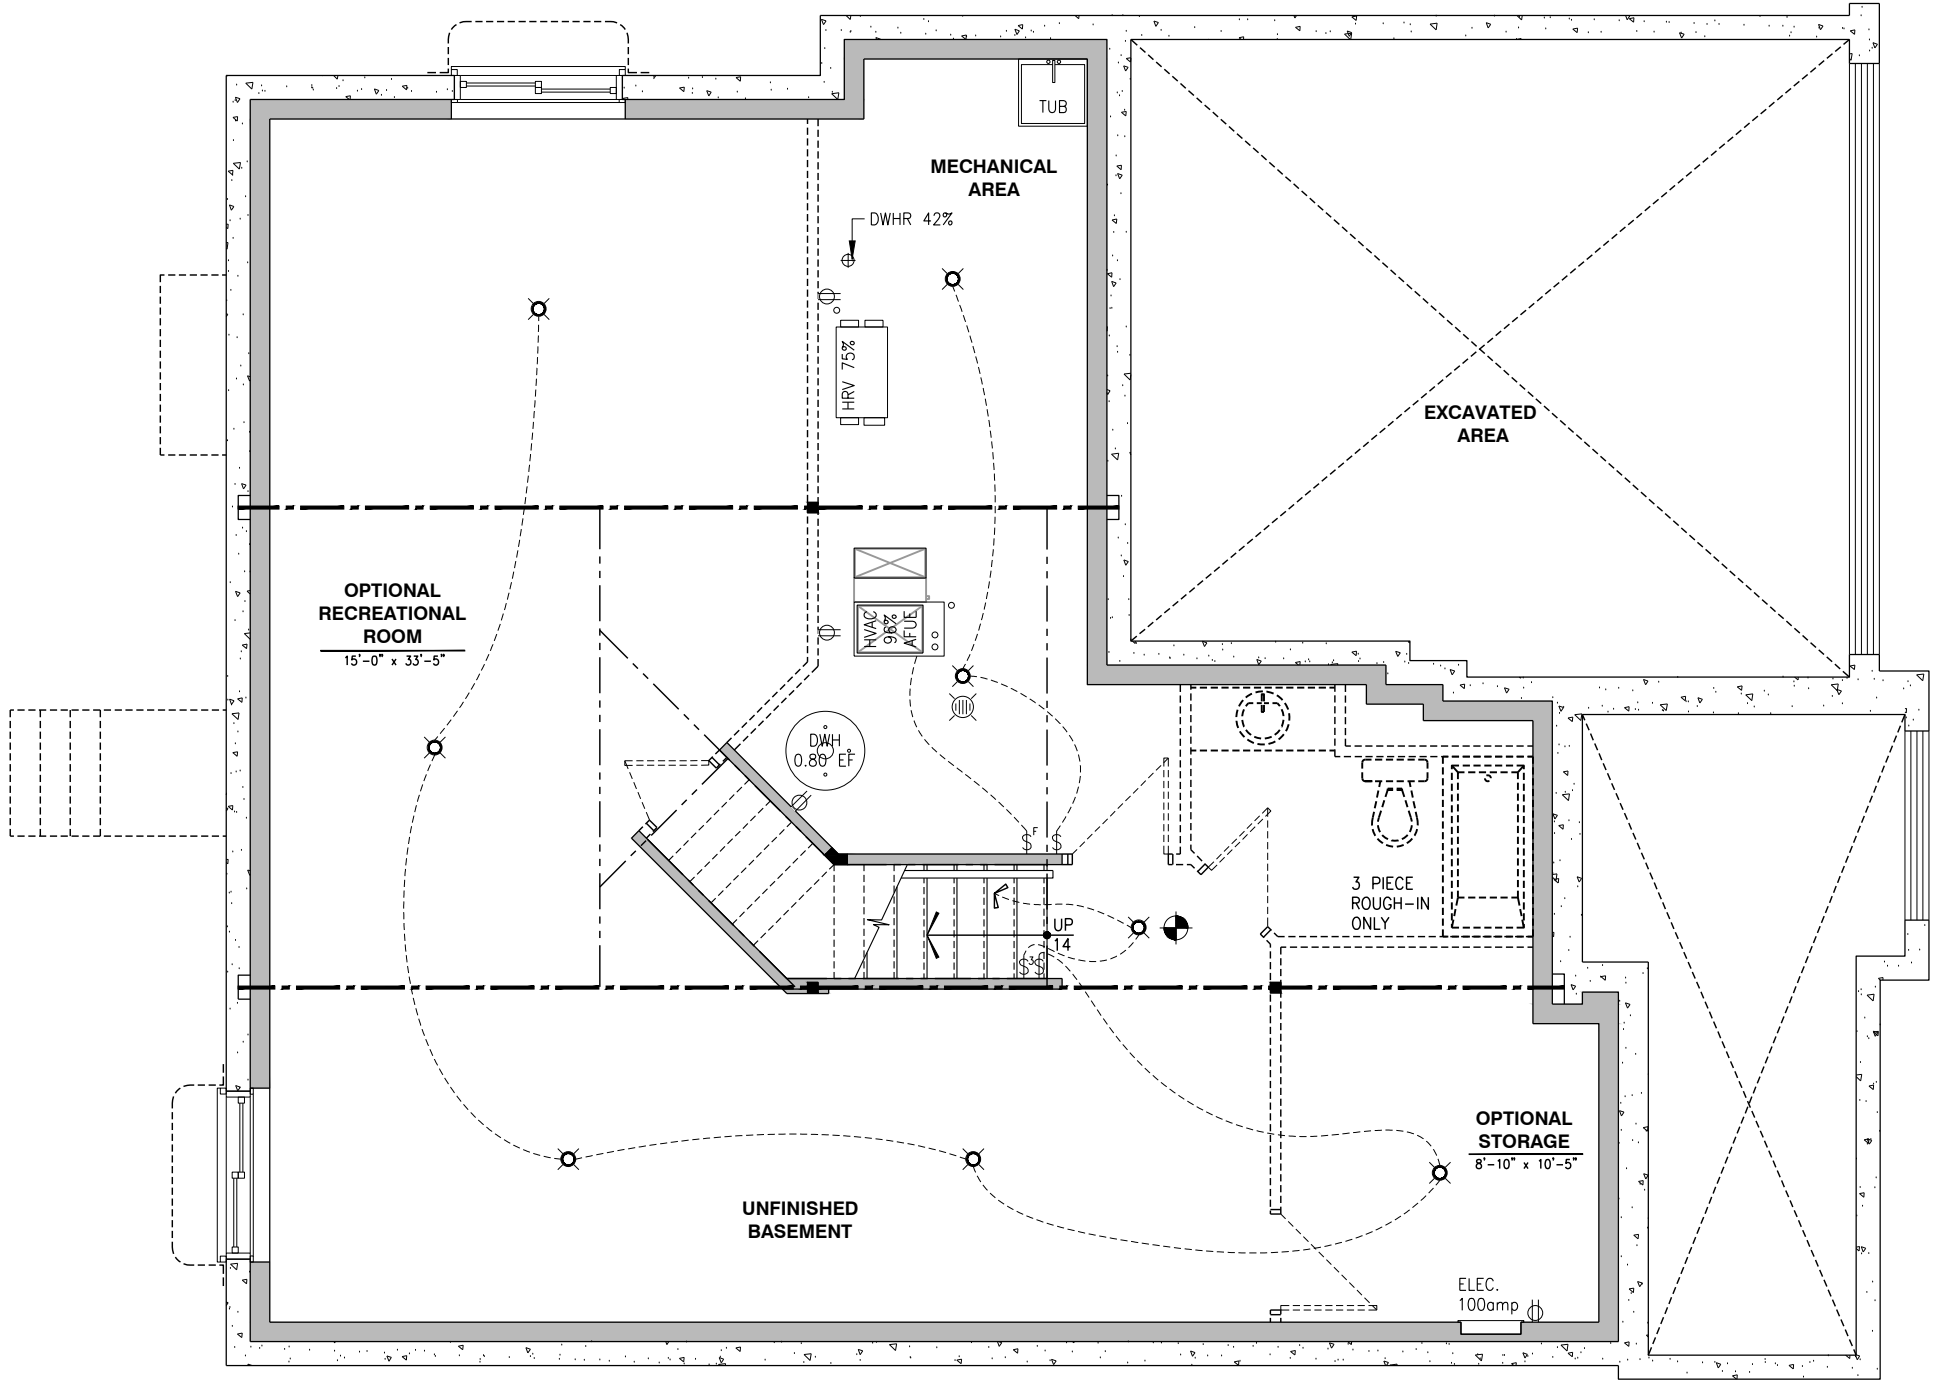 TUB
MECHANICAL
AREA
DWHR 42%
HRV 75%
EXCAVATED
AREA
OPTIONAL
RECREATIONAL
ROOM
15'-0" x 33'-5"
HVAC
96%
AFUE
DWH
0.80 EF
$F
$
3 PIECE
ROUGH-IN
ONLY
UP
14
$3$
OPTIONAL
STORAGE
8'-10" x 10'-5"
UNFINISHED
BASEMENT
ELEC.
100amp